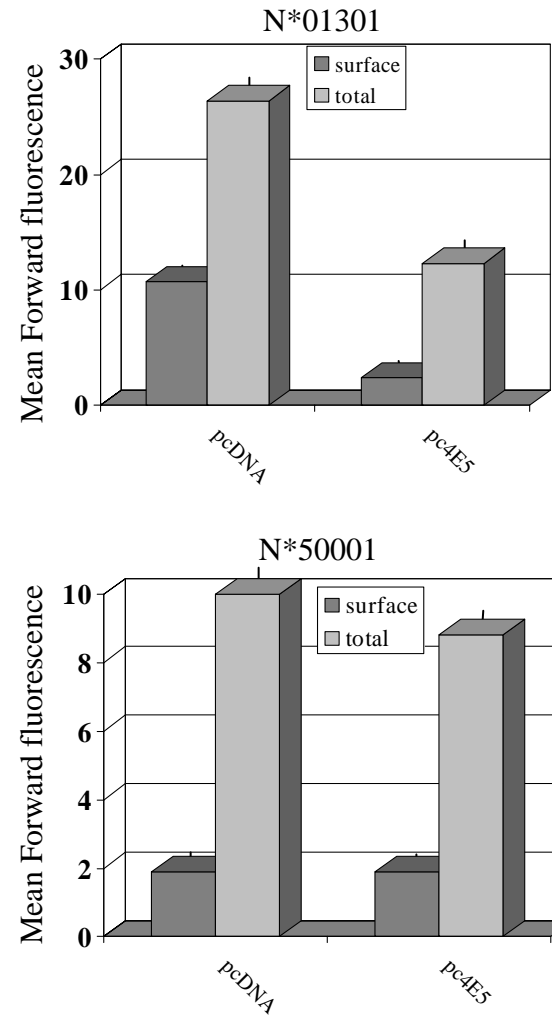 N*01301
Mean Forward fluorescence
30
20
10
0
surface
total
pcDNA
pc4E5
N*50001
Mean Forward fluorescence
10
8
6
4
2
0
surface
total
pcDNA
pc4E5